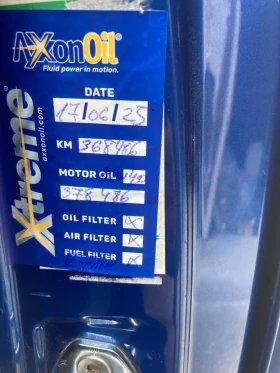 AXXonOil®
Fluid power in motion.
Xtreme®
axxonoil.com
DATE
17/06/25
KM 368486
MOTOR OIL
378486
OIL FILTER
AIR FILTER
FUEL FILTER